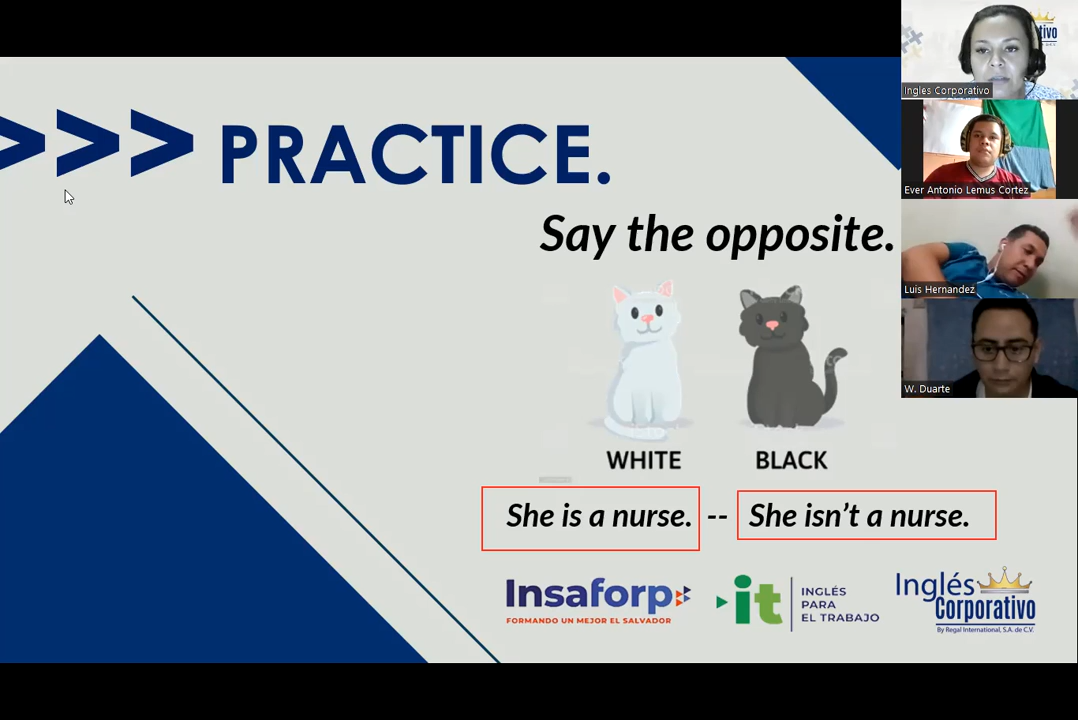 >>> PRACTICE.
Say the opposite.
WHITE BLACK
She is a nurse. -- She isn’t a nurse.
Insaforp
FORMANDO UN MEJOR EL SALVADOR
it
INGLÉS
PARA
EL TRABAJO
Inglés
Corporativo
By Regal International, S.A. de C.V.
Ingles Corporativo
Ever Antonio Lemus Cortez
Luis Hernandez
W. Duarte